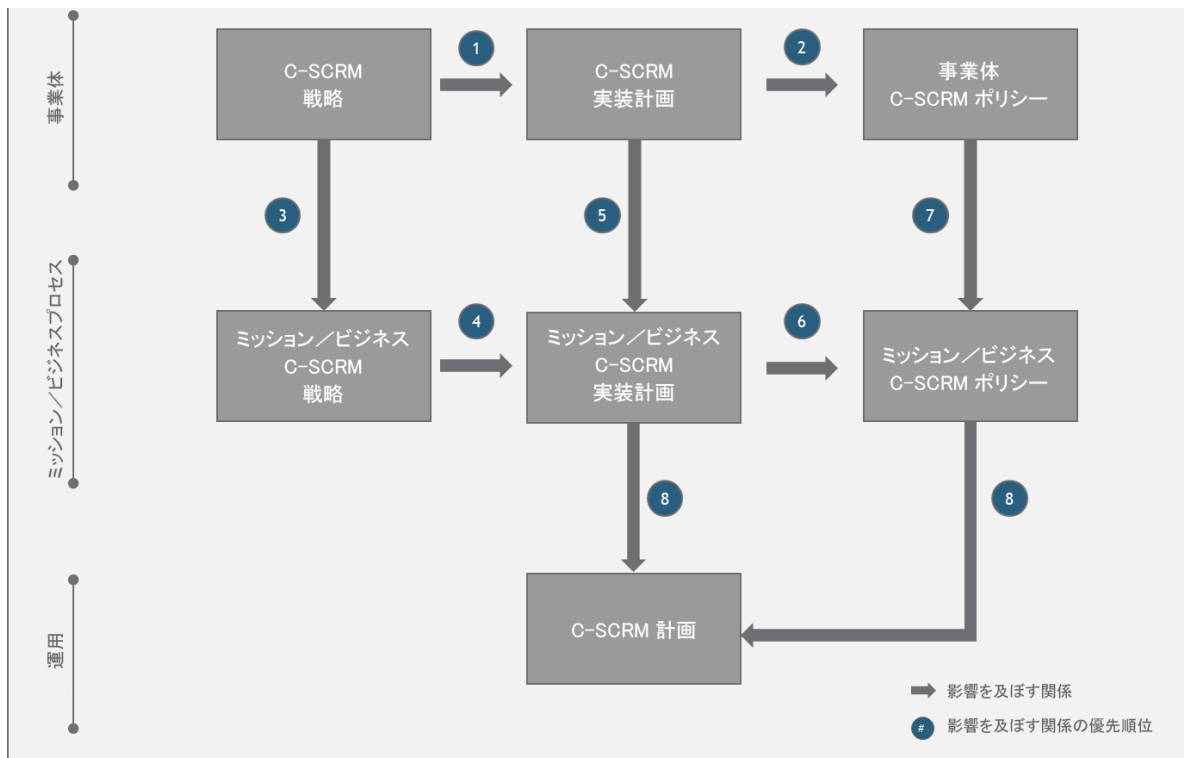 事業体
C-SCRM
戦略
1
C-SCRM
実装計画
2
事業体
C-SCRM ポリシー
3
5
7
ミッション／ビジネスプロセス
ミッション／ビジネス
C-SCRM
戦略
4
ミッション／ビジネス
C-SCRM
実装計画
6
ミッション／ビジネス
C-SCRM ポリシー
8
8
運用
C-SCRM 計画
影響を及ぼす関係
# 影響を及ぼす関係の優先順位